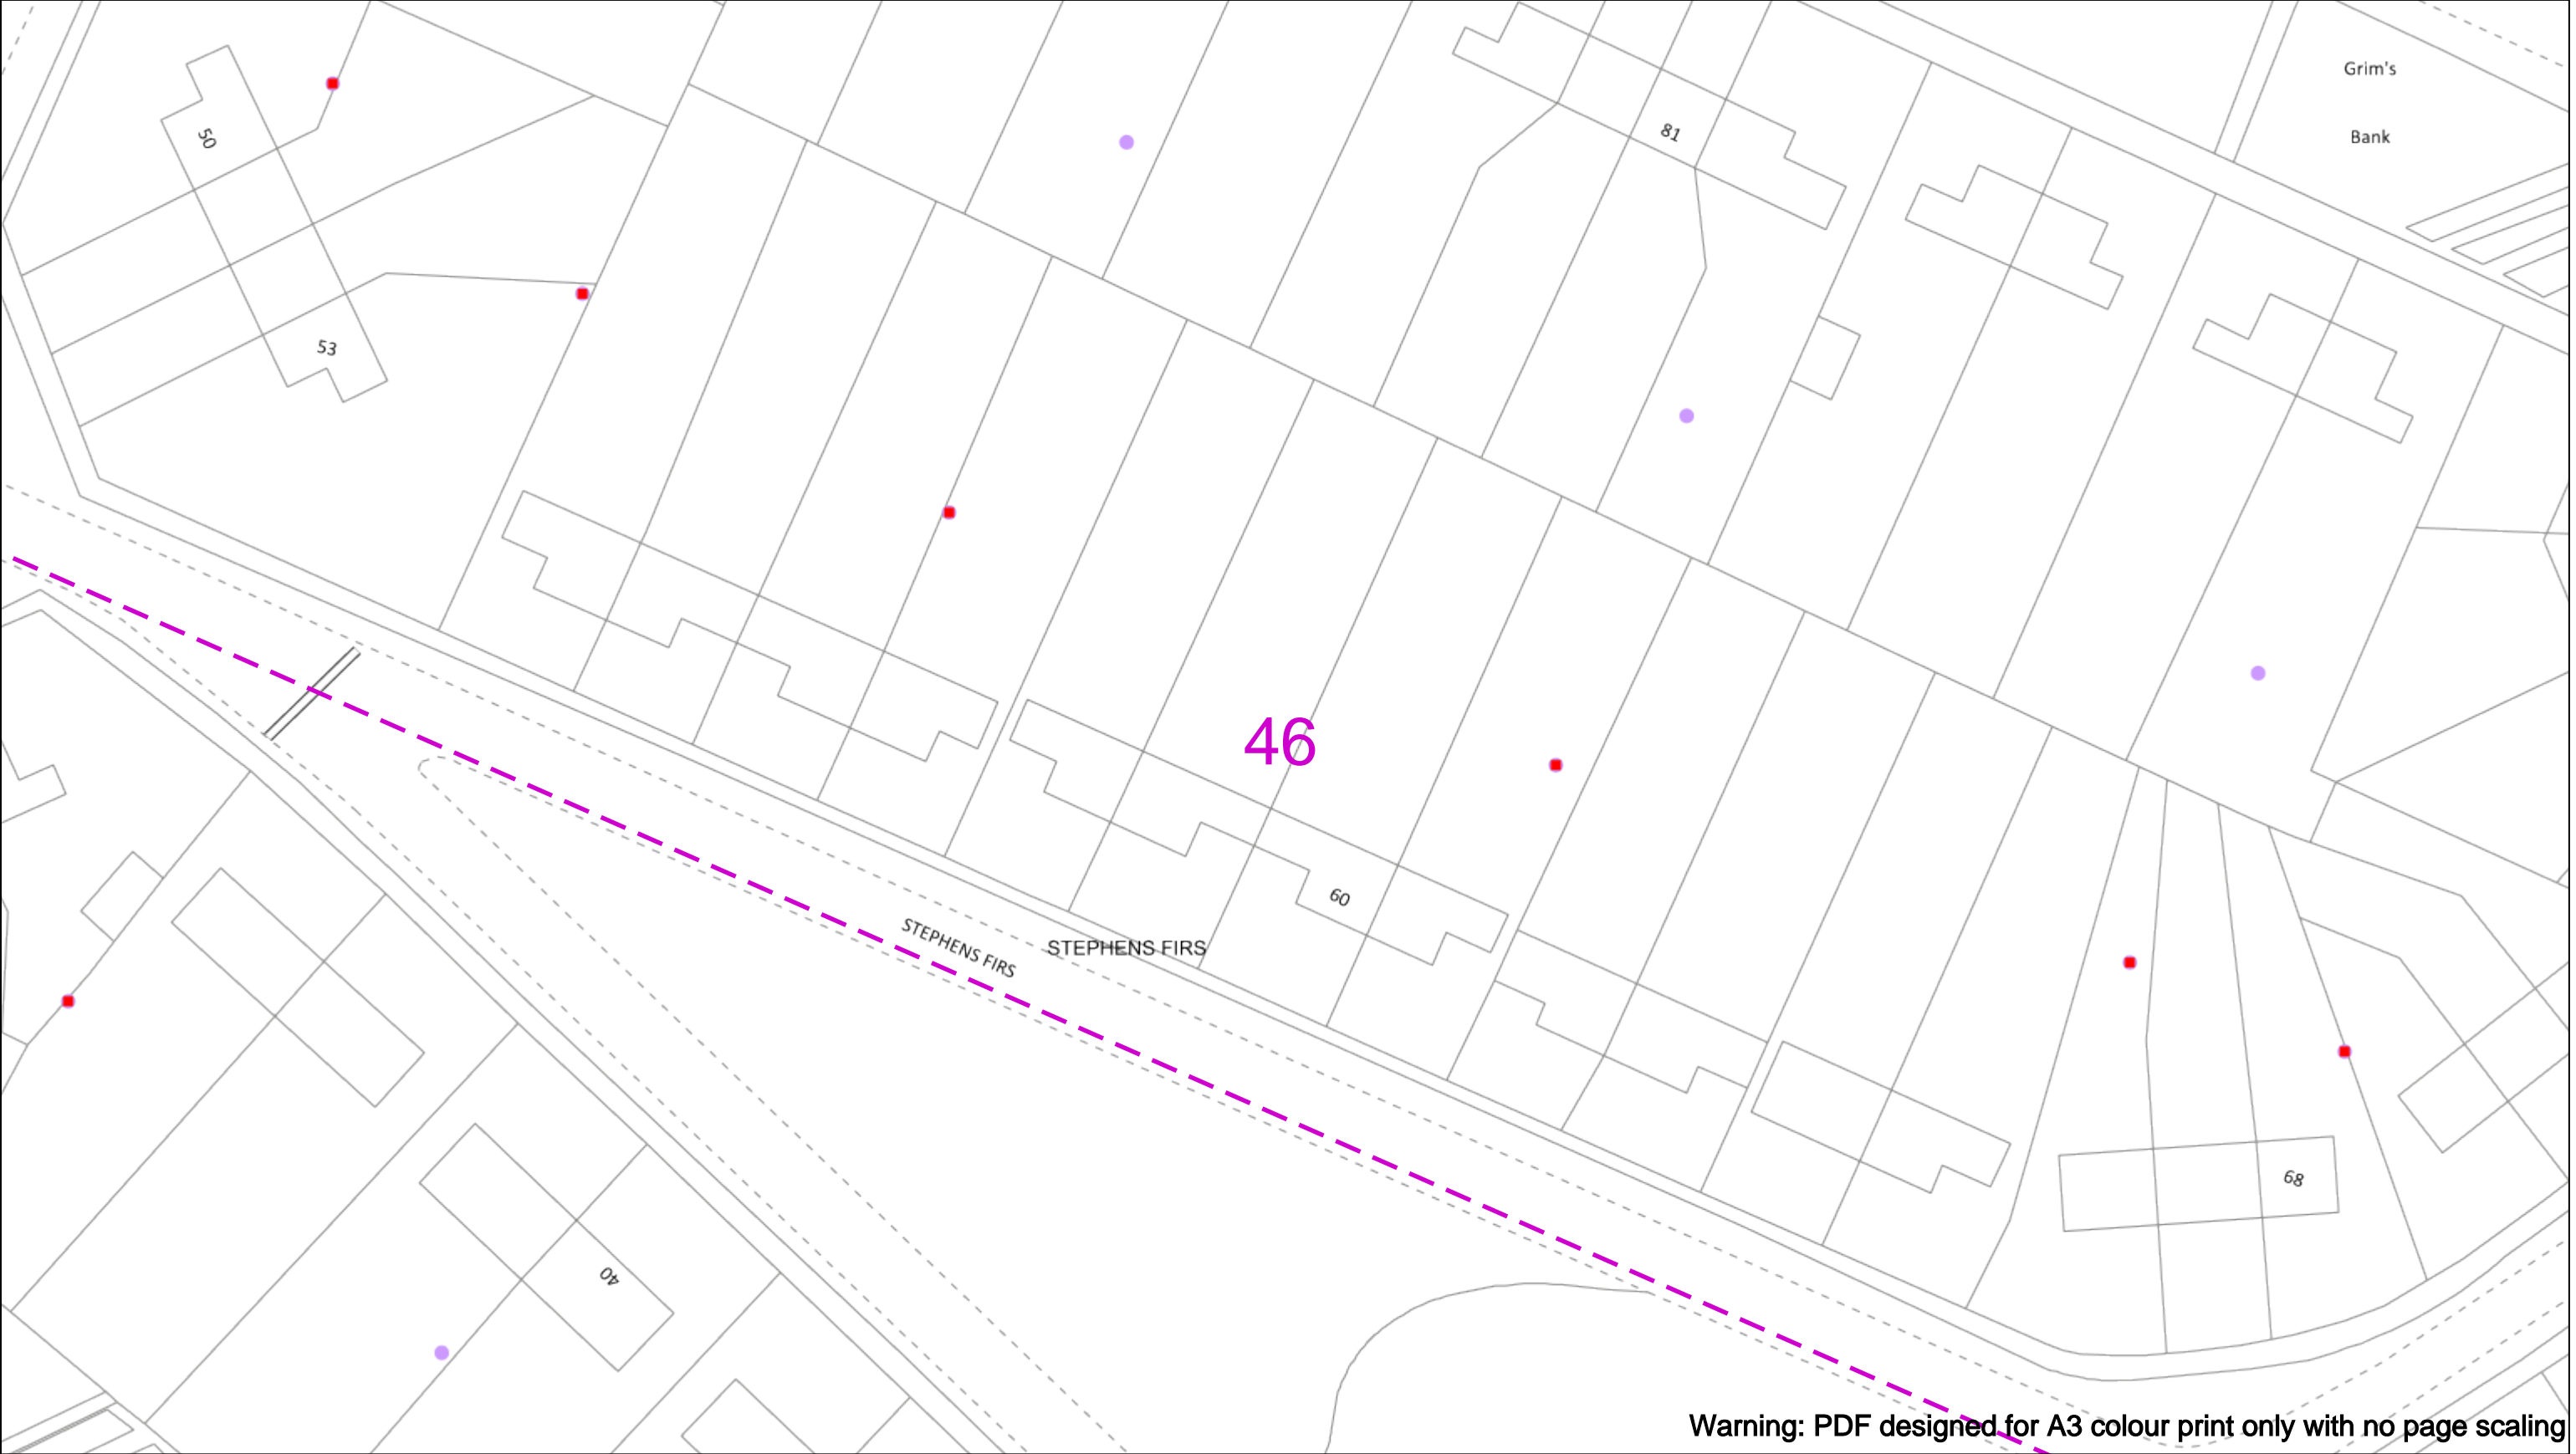 Grim's
Bank
50
81
53
46
60
STEPHENS FIRS
STEPHENS FIRS
68
40
Warning: PDF designed for A3 colour print only with no page scaling